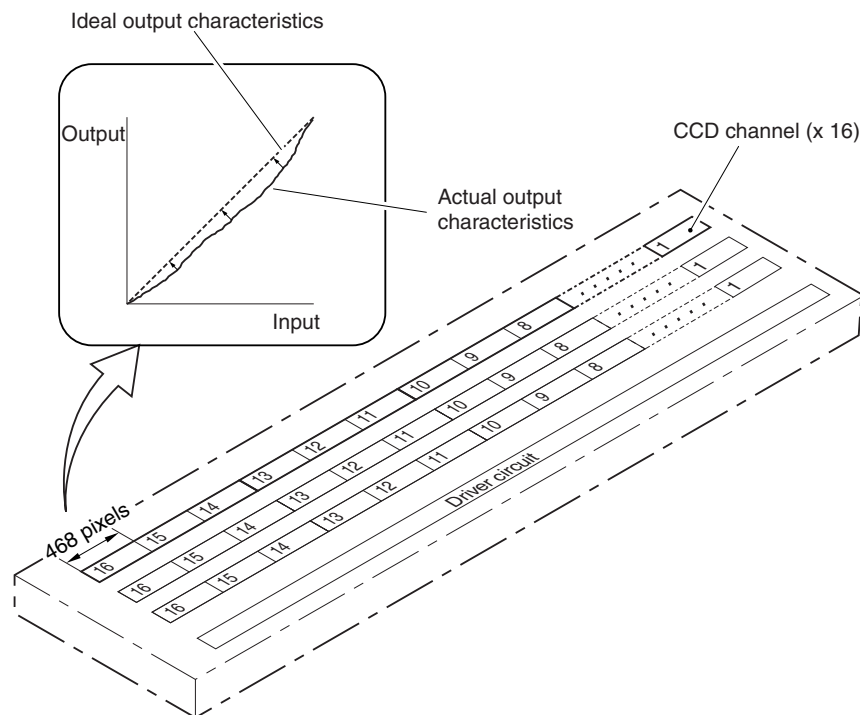 Ideal output characteristics
Output
Input
Actual output
characteristics
CCD channel (x 16)
468 pixels
16 15 14 13 12 11 10 9 8 1
16 15 14 13 12 11 10 9 8 1
16 15 14 13 12 11 10 9 8 1
Driver circuit